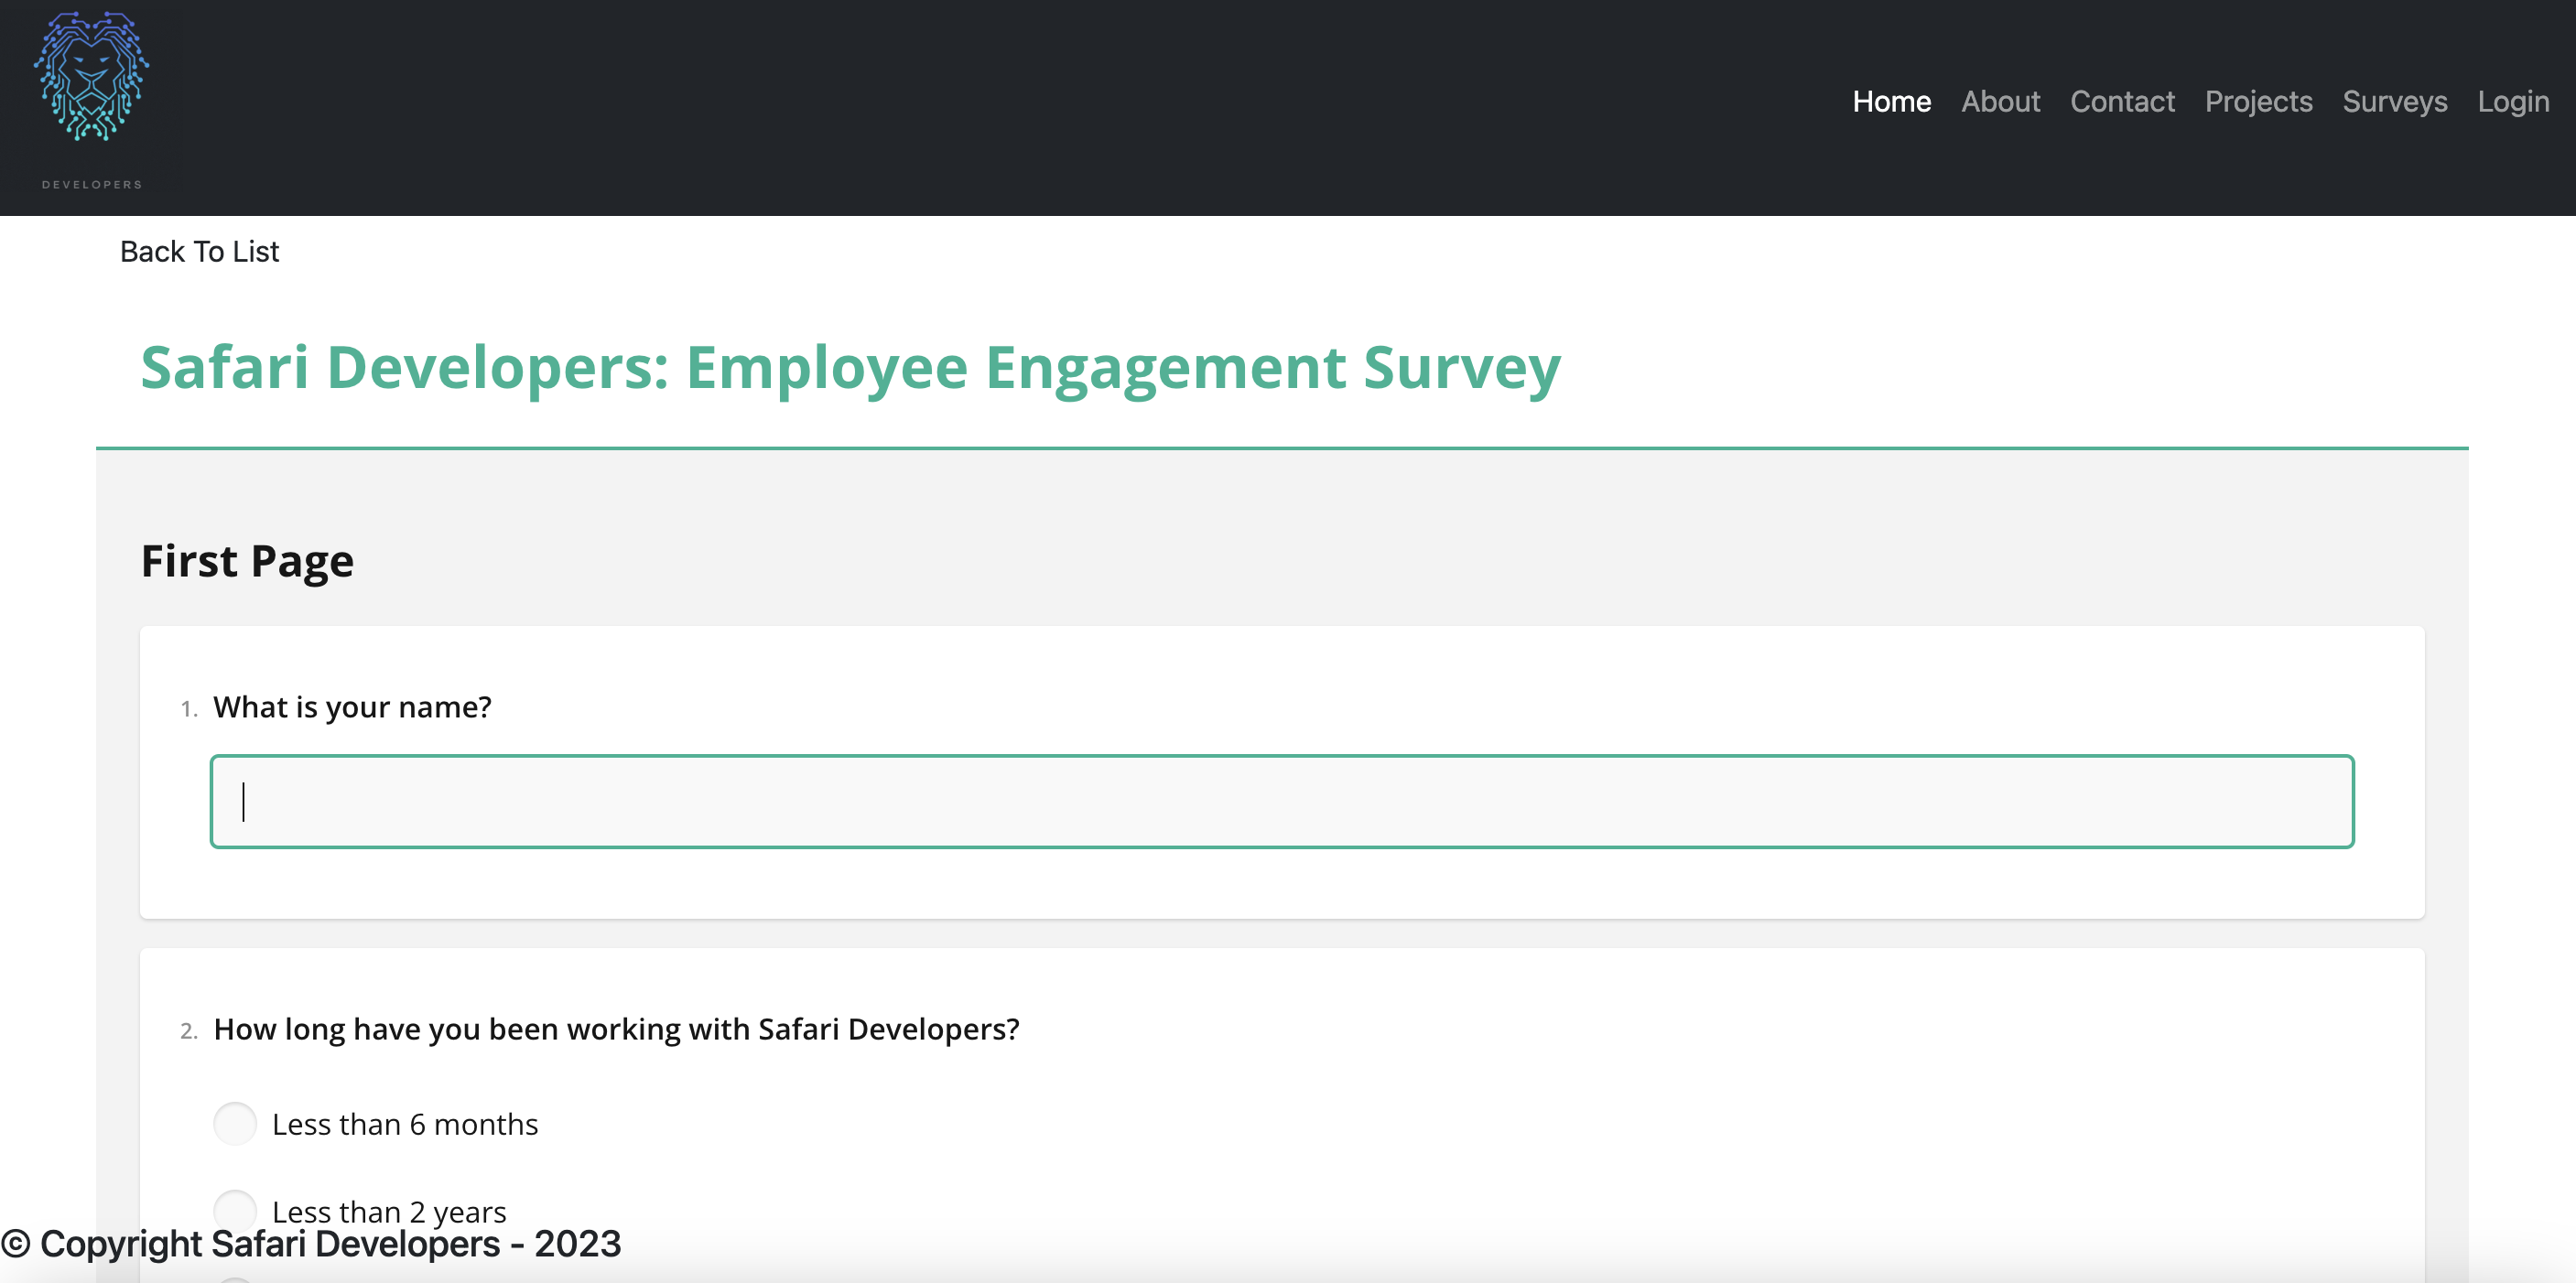 DEVELOPERS
Home About Contact Projects Surveys Login
Back To List
Safari Developers: Employee Engagement Survey
First Page
1. What is your name?
2. How long have you been working with Safari Developers?
Less than 6 months
Less than 2 years
© Copyright Safari Developers - 2023